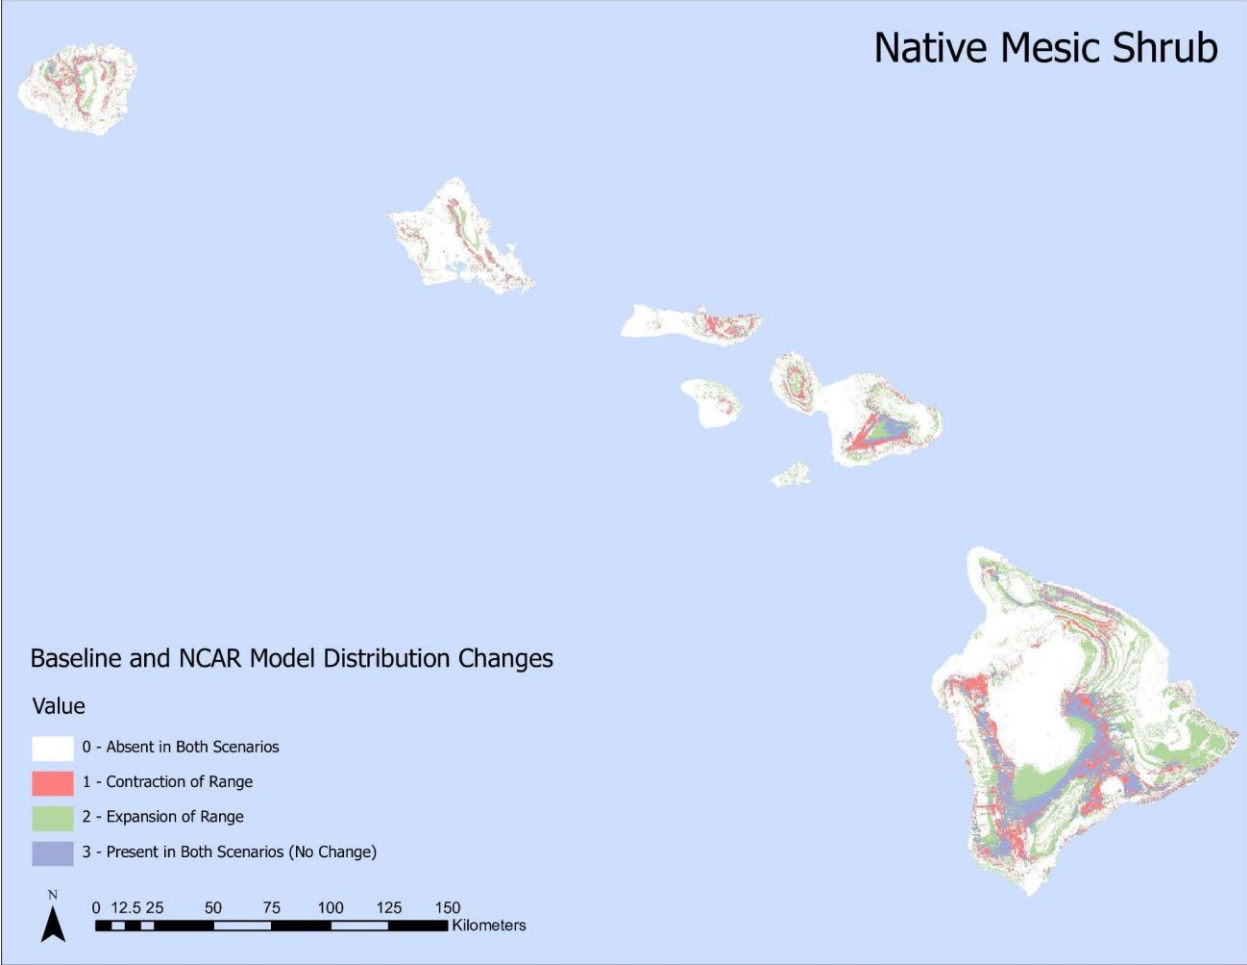 Native Mesic Shrub
Baseline and NCAR Model Distribution Changes
Value
0 - Absent in Both Scenarios
1 - Contraction of Range
2 - Expansion of Range
3 - Present in Both Scenarios (No Change)
N
0 12.5 25 50 75 100 125 150
Kilometers